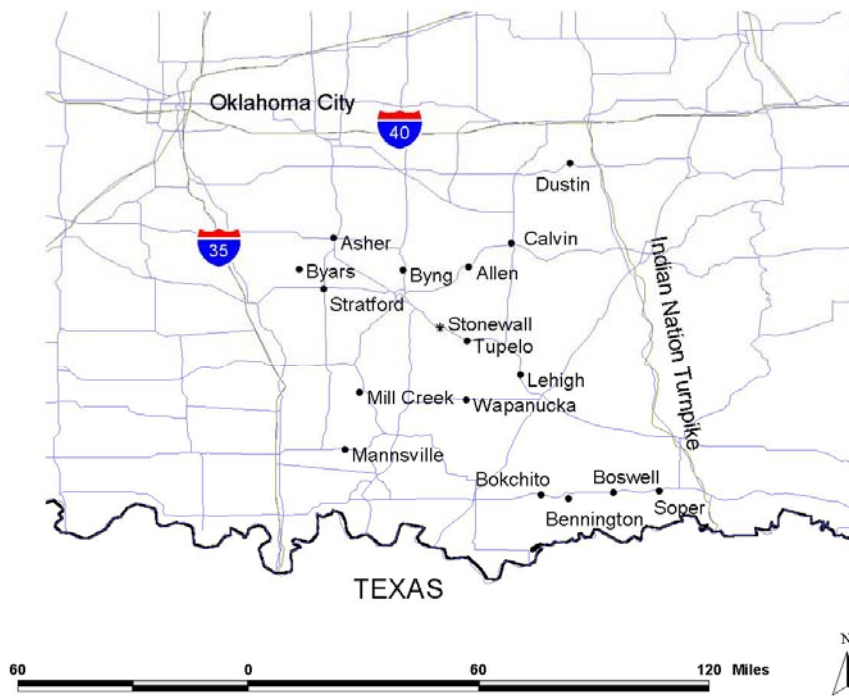 Oklahoma City
40
Dustin
Calvin
Asher
35
Byars
Byng
Allen
Stratford
Indian Nation Turnpike
Stonewall
Tupelo
Lehigh
Mill Creek
Wapanucka
Mannsville
Bokchito
Boswell
Bennington
Soper
TEXAS
N
60 0 60 120 Miles